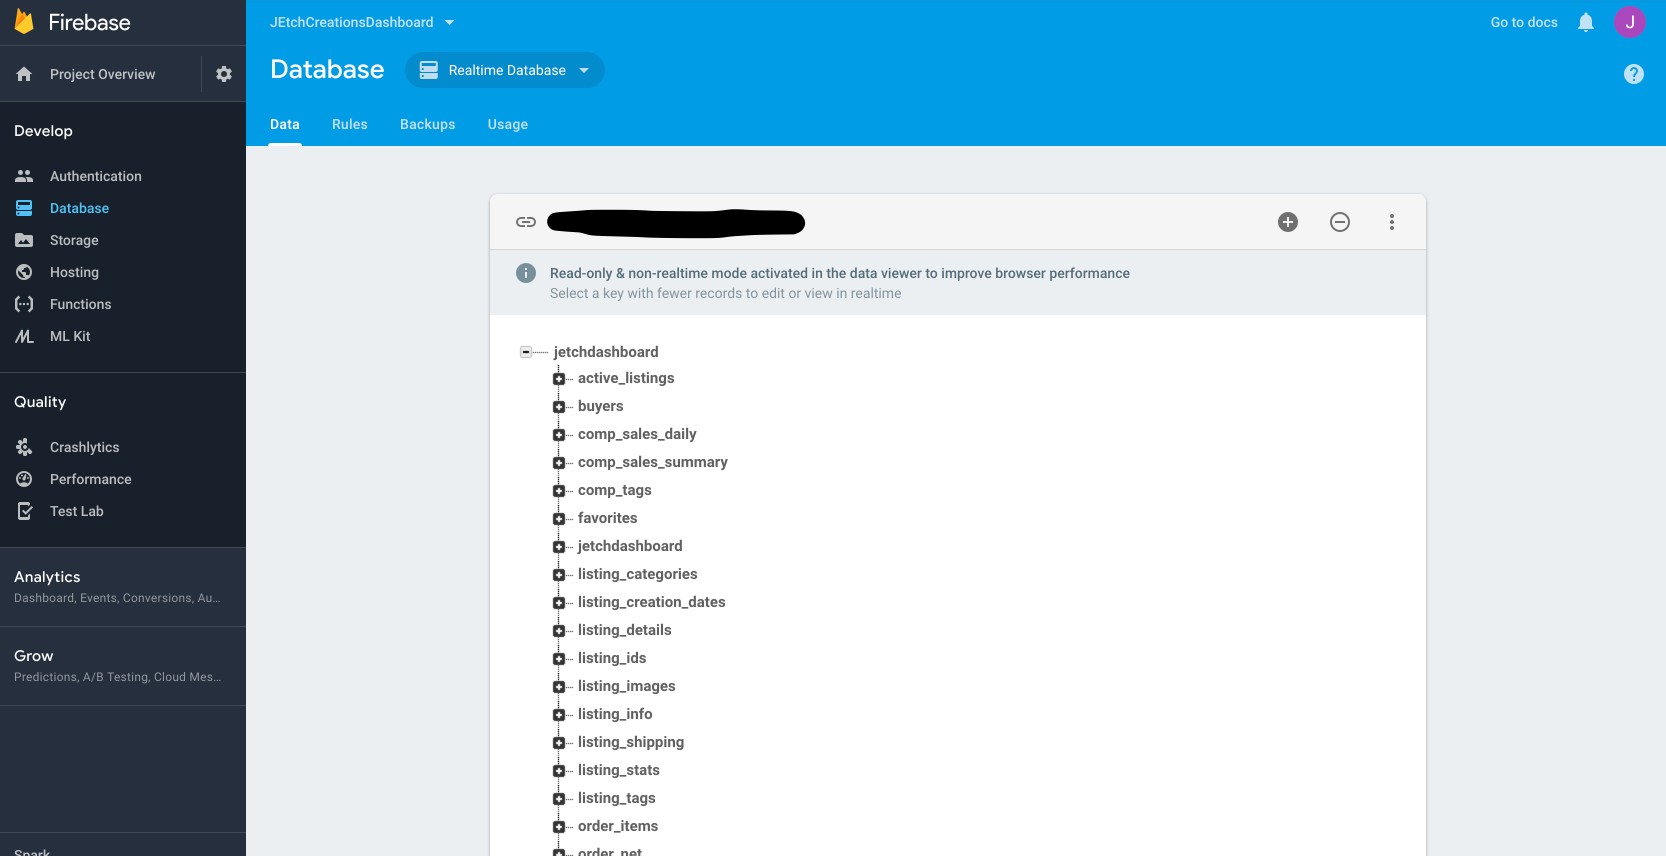 Firebase
Project Overview
Develop
Authentication
Database
Storage
Hosting
Functions
ML Kit
Quality
Crashlytics
Performance
Test Lab
Analytics
Dashboard, Events, Conversions, Au...
Grow
Predictions, A/B Testing, Cloud Mes...
Spark
JEtchCreationsDashboard
Go to docs
J
Database
Realtime Database
Data Rules Backups Usage
Read-only & non-realtime mode activated in the data viewer to improve browser performance
Select a key with fewer records to edit or view in realtime
jetchdashboard
active_listings
buyers
comp_sales_daily
comp_sales_summary
comp_tags
favorites
jetchdashboard
listing_categories
listing_creation_dates
listing_details
listing_ids
listing_images
listing_info
listing_shipping
listing_stats
listing_tags
order_items
order_net